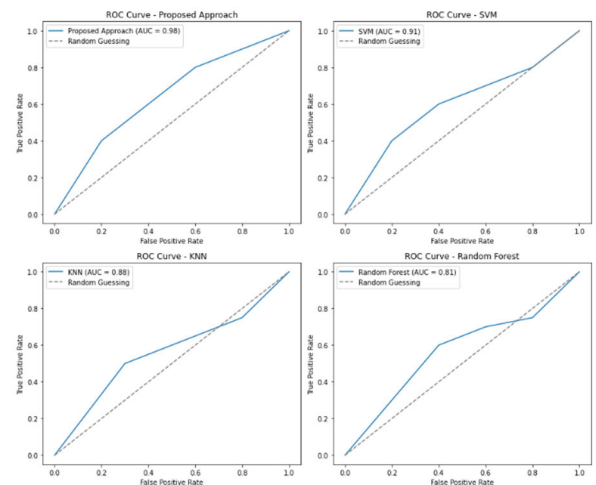 ROC Curve - Proposed Approach
Proposed Approach (AUC = 0.98)
Random Guessing
True Positive Rate
1.0
0.8
0.6
0.4
0.2
0.0
0.0 0.2 0.4 0.6 0.8 1.0
False Positive Rate
ROC Curve - SVM
SVM (AUC = 0.91)
Random Guessing
True Positive Rate
1.0
0.8
0.6
0.4
0.2
0.0
0.0 0.2 0.4 0.6 0.8 1.0
False Positive Rate
ROC Curve - KNN
KNN (AUC = 0.88)
Random Guessing
True Positive Rate
1.0
0.8
0.6
0.4
0.2
0.0
0.0 0.2 0.4 0.6 0.8 1.0
False Positive Rate
ROC Curve - Random Forest
Random Forest (AUC = 0.81)
Random Guessing
True Positive Rate
1.0
0.8
0.6
0.4
0.2
0.0
0.0 0.2 0.4 0.6 0.8 1.0
False Positive Rate